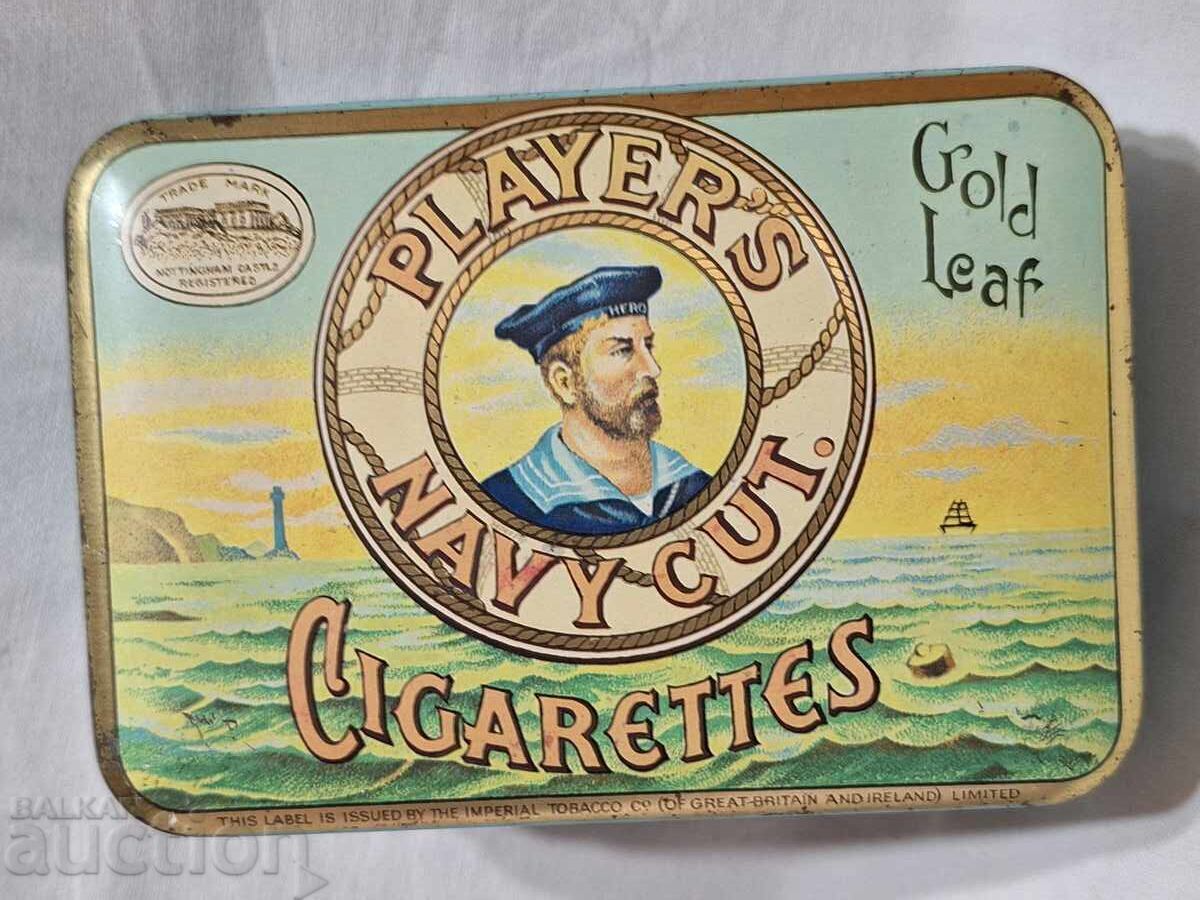 TRADE MARK
NOTTINGHAM CASTLE
REGISTERED
PLAYER'S
NAVY CUT.
HERO
Gold
Leaf
CIGARETTES
THIS LABEL IS ISSUED BY THE IMPERIAL TOBACCO CO (OF GREAT-BRITAIN AND IRELAND) LIMITED
BALKAN
auction